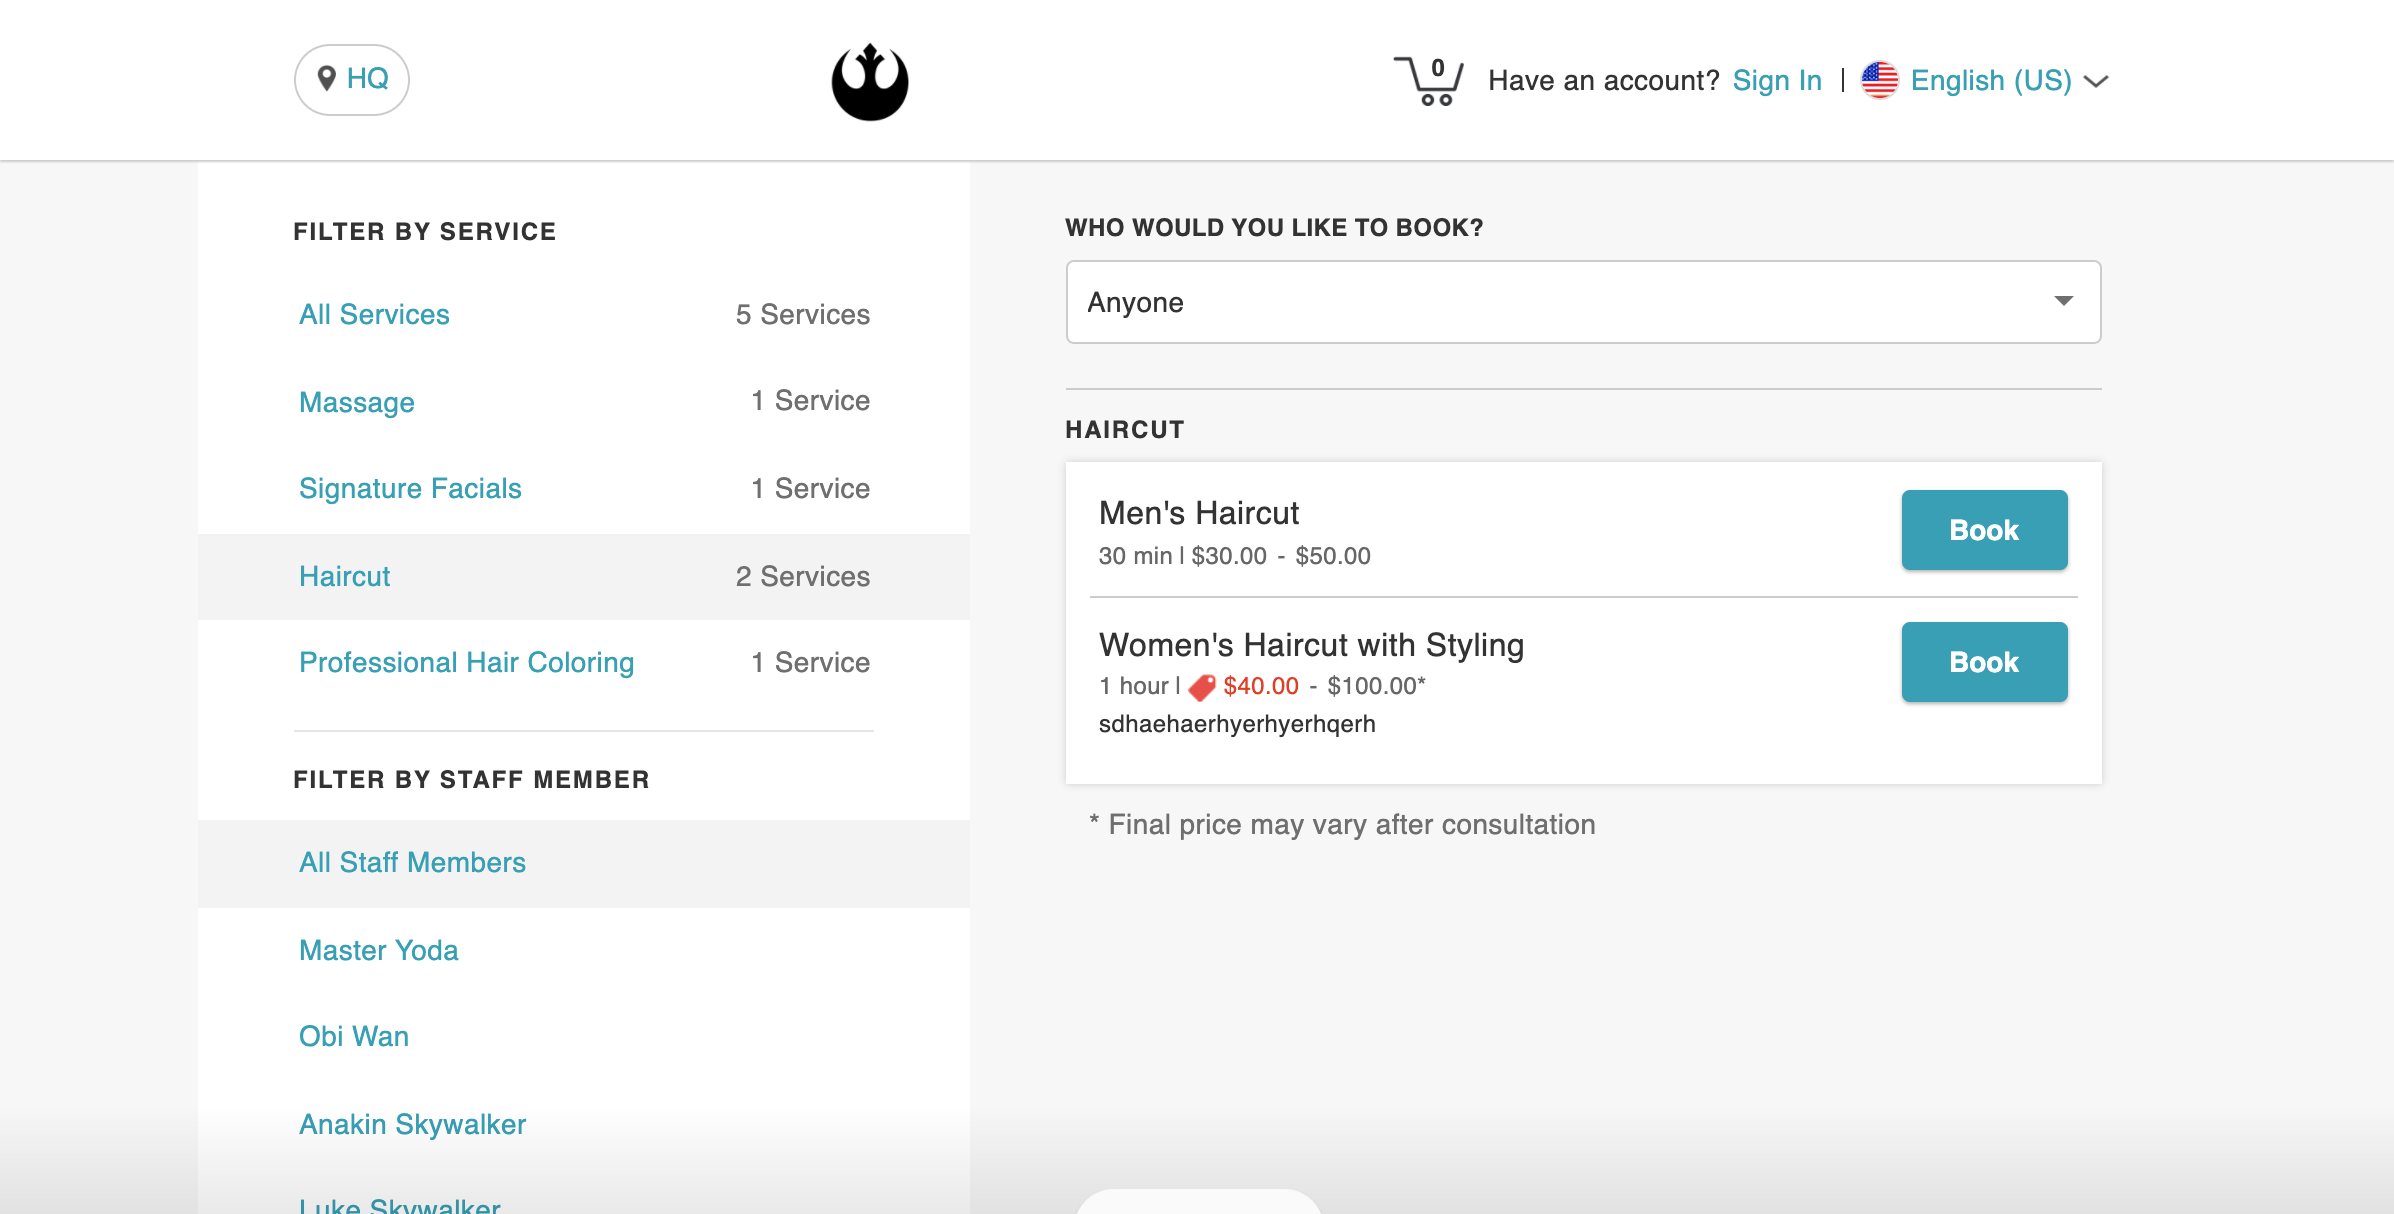 HQ
0
Have an account? Sign In | English (US)
FILTER BY SERVICE
All Services 5 Services
Massage 1 Service
Signature Facials 1 Service
Haircut 2 Services
Professional Hair Coloring 1 Service
FILTER BY STAFF MEMBER
All Staff Members
Master Yoda
Obi Wan
Anakin Skywalker
Luke Skywalker
WHO WOULD YOU LIKE TO BOOK?
Anyone
HAIRCUT
Men's Haircut
30 min | $30.00 - $50.00
Book
Women's Haircut with Styling
1 hour | $40.00 - $100.00*
sdhaehaerhyerhyerhqerh
Book
* Final price may vary after consultation